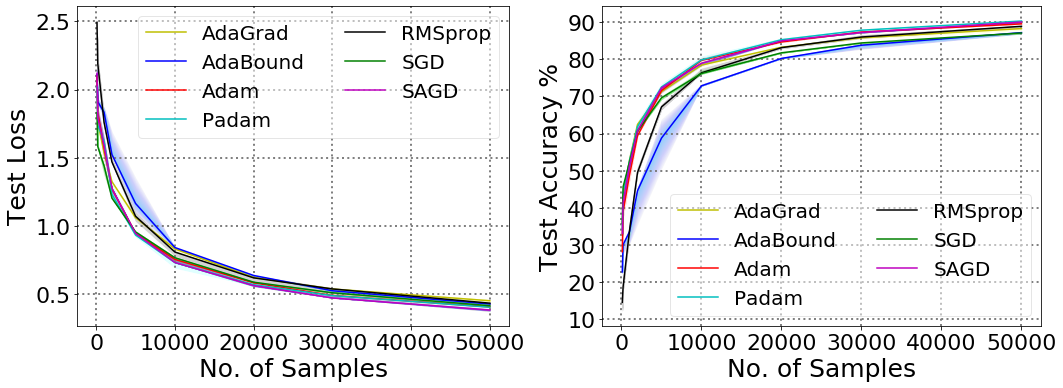 2.5
2.0
1.5
1.0
0.5
Test Loss
AdaGrad
AdaBound
Adam
Padam
RMSprop
SGD
SAGD
0 10000 20000 30000 40000 50000
No. of Samples
90
80
70
60
50
40
30
20
10
Test Accuracy %
AdaGrad
AdaBound
Adam
Padam
RMSprop
SGD
SAGD
0 10000 20000 30000 40000 50000
No. of Samples